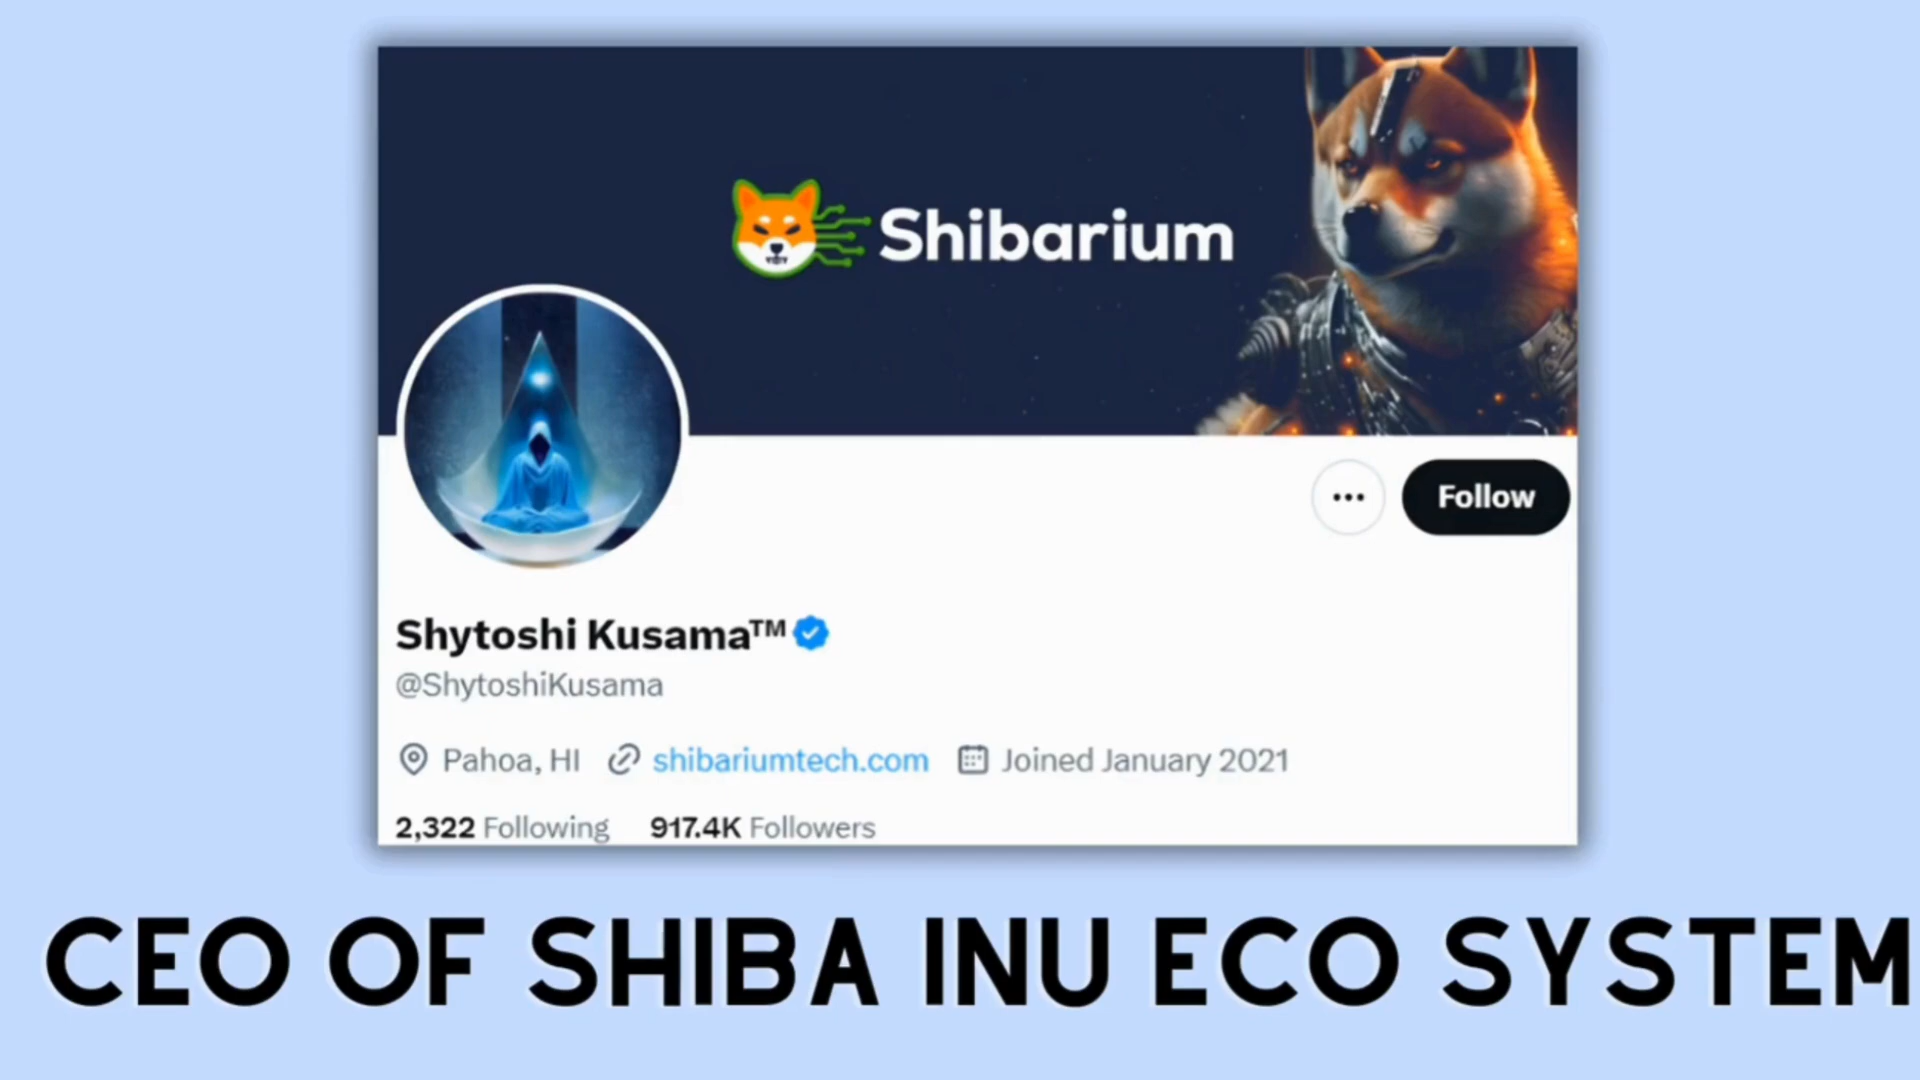 Shibarium
Follow
Shytoshi Kusama™
@ShytoshiKusama
Pahoa, HI shibariumtech.com Joined January 2021
2,322 Following 917.4K Followers
CEO OF SHIBA INU ECO SYSTEM